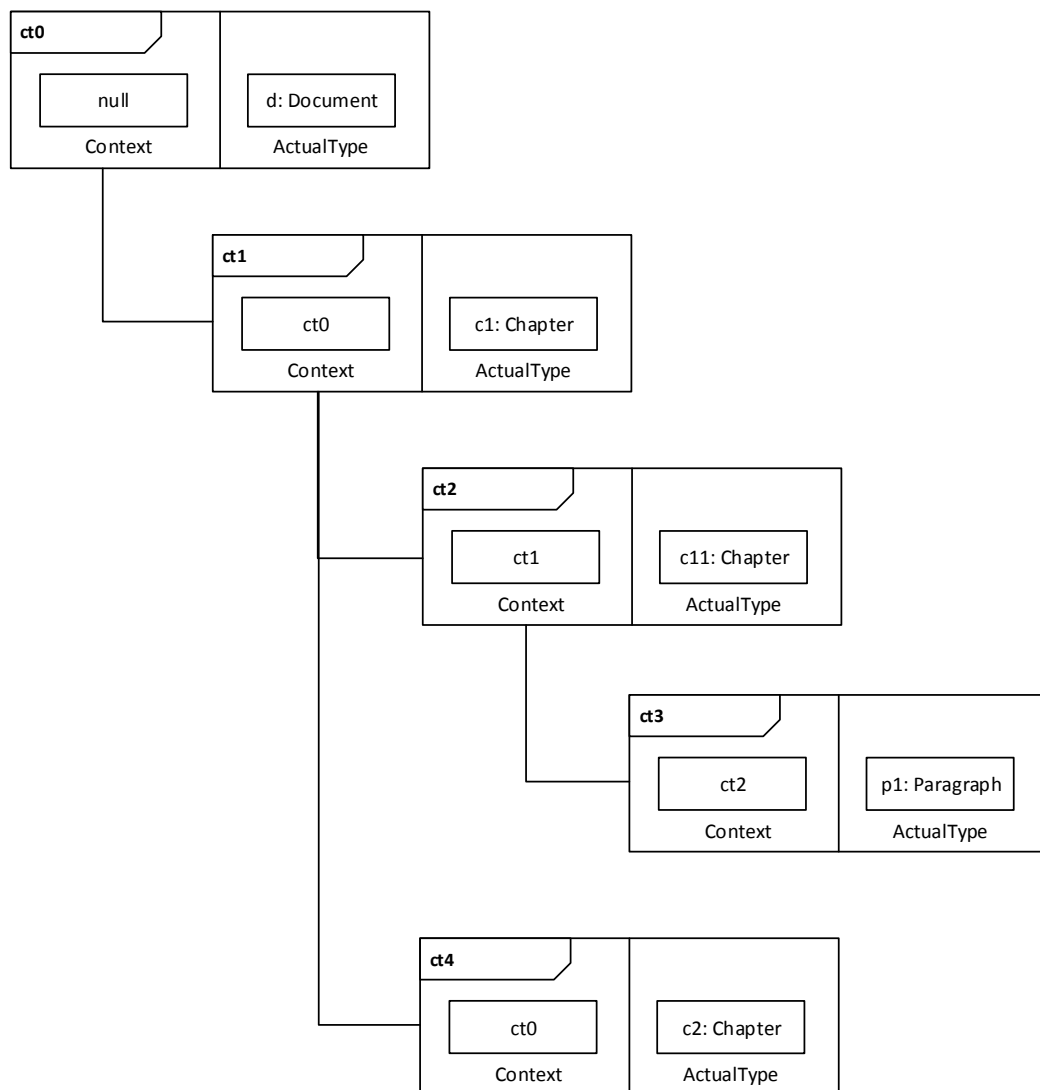 ct0
null
d: Document
Context
ActualType
ct1
ct0
c1: Chapter
Context
ActualType
ct2
ct1
c11: Chapter
Context
ActualType
ct3
ct2
p1: Paragraph
Context
ActualType
ct4
ct0
c2: Chapter
Context
ActualType